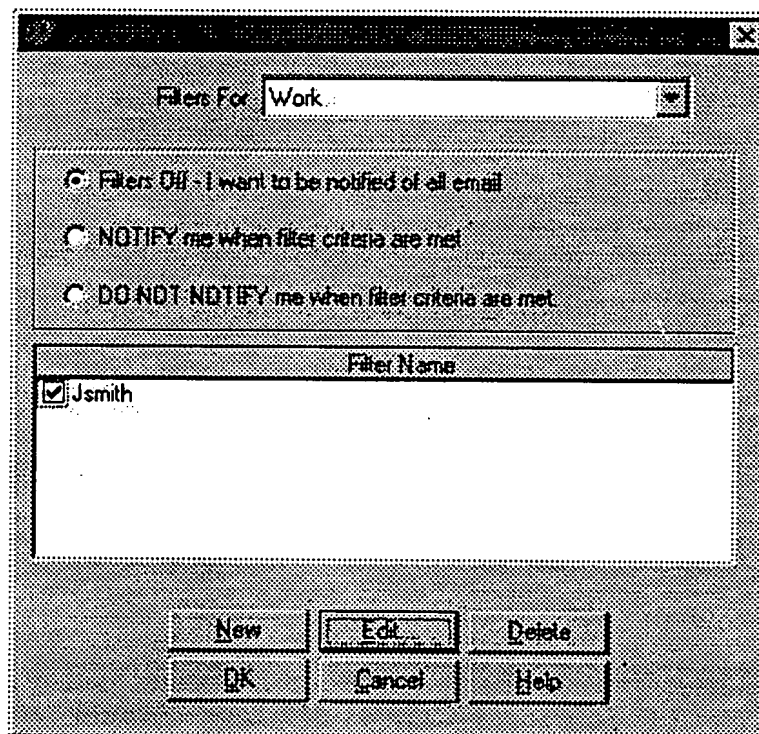 Filters For Work
Filters Off - I want to be notified of all email
NOTIFY me when filter criteria are met
DO NOT NOTIFY me when filter criteria are met.
Filter Name
Jsmith
New Edit... Delete
OK Cancel Help